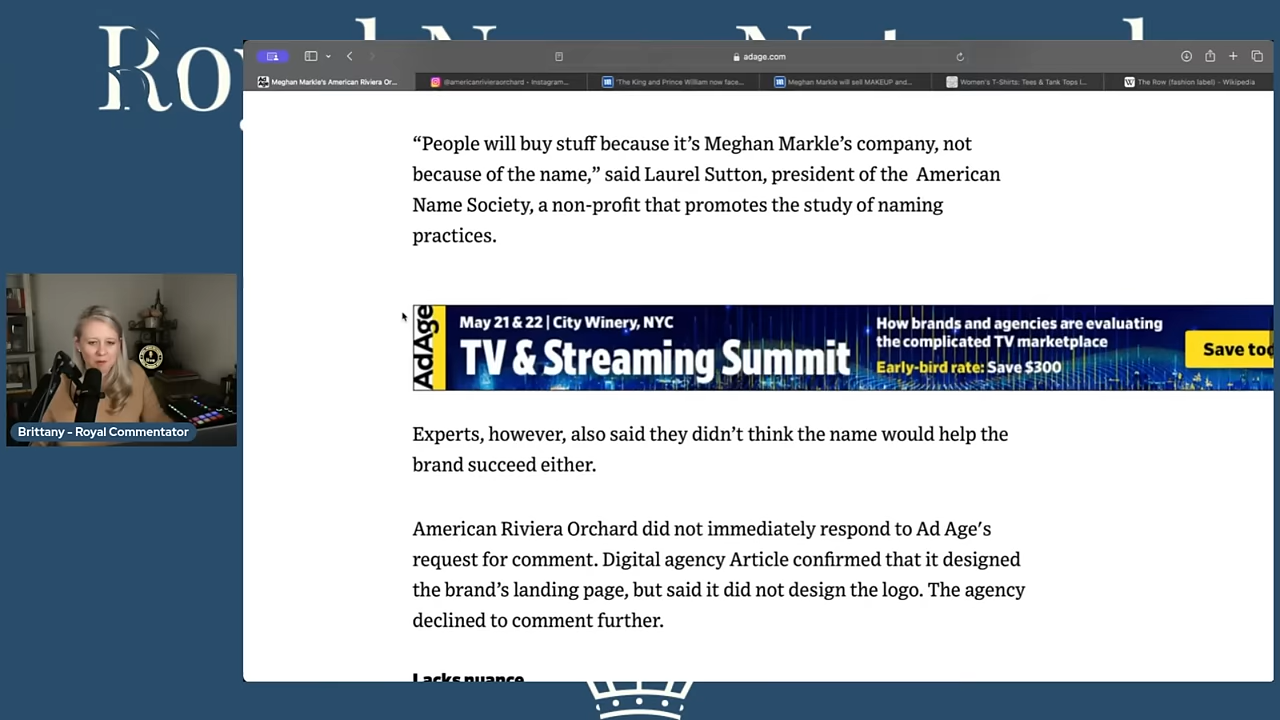 adage.com
Meghan Markle's American Riviera Or...
@americanrivieraorchard • Instagram...
'The King and Prince William now face...
Meghan Markle will sell MAKEUP and...
Women's T-Shirts: Tees & Tank Tops |...
W The Row (fashion label) - Wikipedia
“People will buy stuff because it’s Meghan Markle’s company, not
because of the name,” said Laurel Sutton, president of the American
Name Society, a non-profit that promotes the study of naming
practices.
AdAge
May 21 & 22 | City Winery, NYC
TV & Streaming Summit
How brands and agencies are evaluating
the complicated TV marketplace
Early-bird rate: Save $300
Save
Brittany - Royal Commentator
Experts, however, also said they didn’t think the name would help the
brand succeed either.
American Riviera Orchard did not immediately respond to Ad Age's
request for comment. Digital agency Article confirmed that it designed
the brand’s landing page, but said it did not design the logo. The agency
declined to comment further.
Lacks nuance